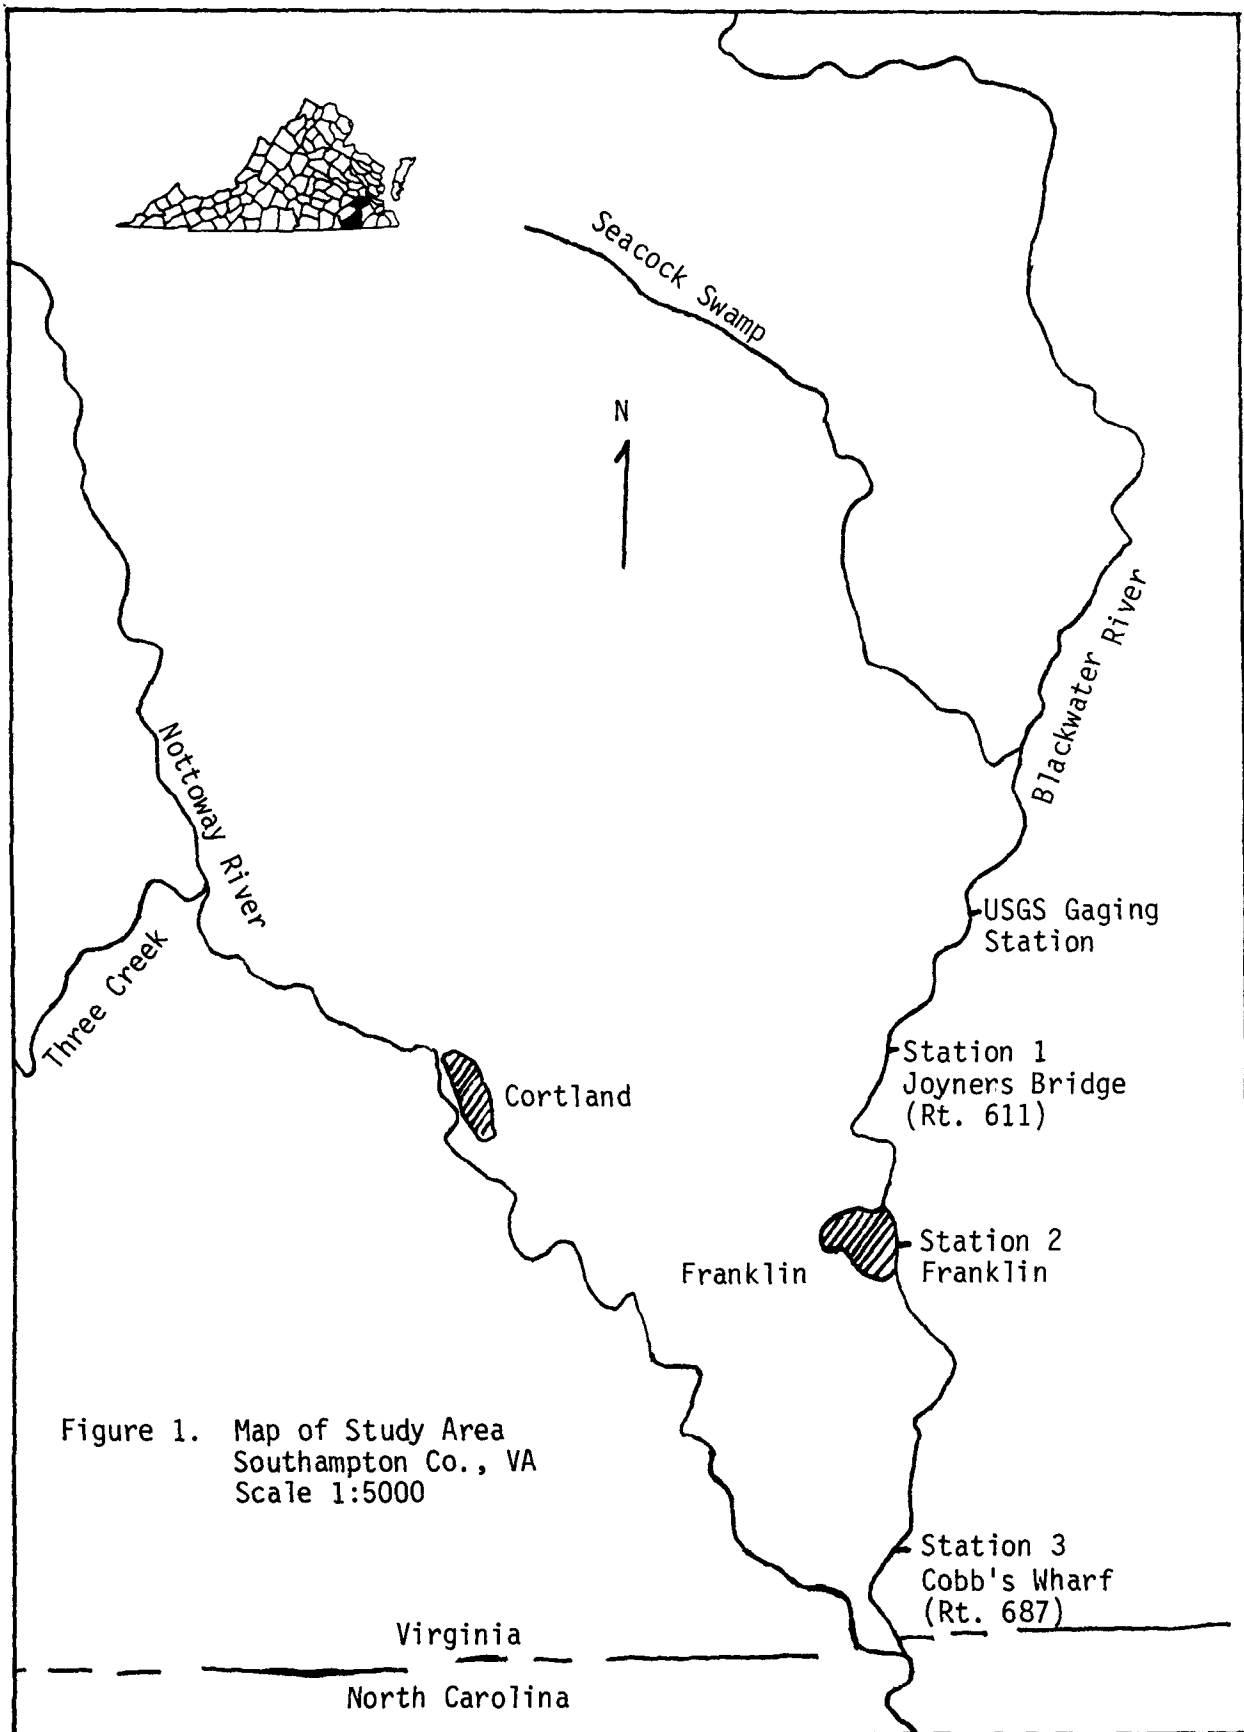 Seacock Swamp
N
Blackwater River
Nottoway River
USGS Gaging
Station
Three Creek
Station 1
Joyners Bridge
(Rt. 611)
Cortland
Station 2
Franklin
Franklin
Figure 1. Map of Study Area
Southampton Co., VA
Scale 1:5000
Station 3
Cobb's Wharf
(Rt. 687)
Virginia
North Carolina